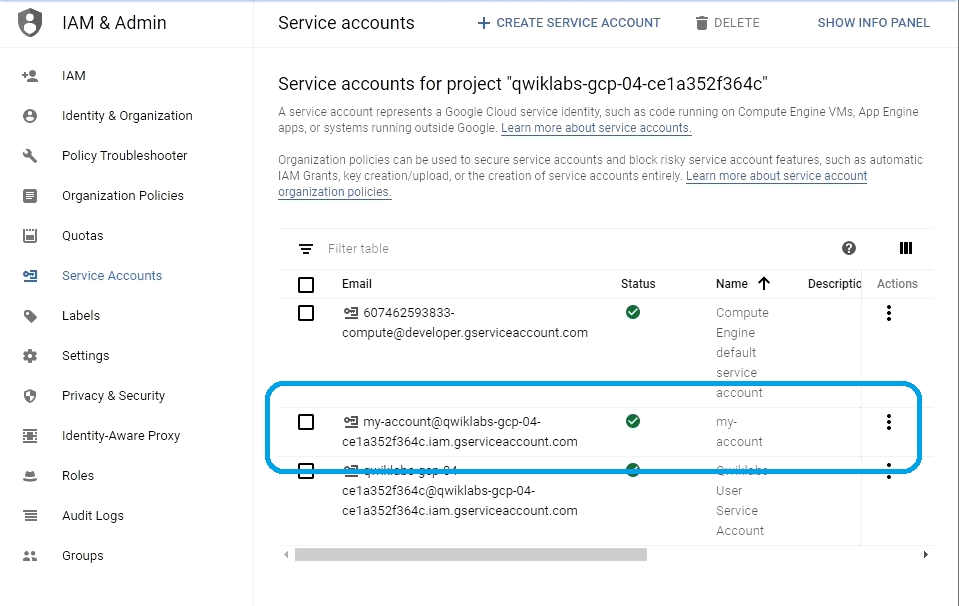 IAM & Admin
Service accounts
CREATE SERVICE ACCOUNT
DELETE
SHOW INFO PANEL
IAM
Identity & Organization
Policy Troubleshooter
Organization Policies
Quotas
Service Accounts
Labels
Settings
Privacy & Security
Identity-Aware Proxy
Roles
Audit Logs
Groups
Service accounts for project "qwiklabs-gcp-04-ce1a352f364c"
A service account represents a Google Cloud service identity, such as code running on Compute Engine VMs, App Engine
apps, or systems running outside Google. Learn more about service accounts.
Organization policies can be used to secure service accounts and block risky service account features, such as automatic
IAM Grants, key creation/upload, or the creation of service accounts entirely. Learn more about service account
organization policies.
Filter table
Email Status Name Descriptio Actions
607462593833-
compute@developer.gserviceaccount.com
Compute
Engine
default
service
account
my-account@qwiklabs-gcp-04-
ce1a352f364c.iam.gserviceaccount.com
my-
account
qwiklabs-gcp-04-
ce1a352f364c@qwiklabs-gcp-04-
ce1a352f364c.iam.gserviceaccount.com
Qwiklabs
User
Service
Account